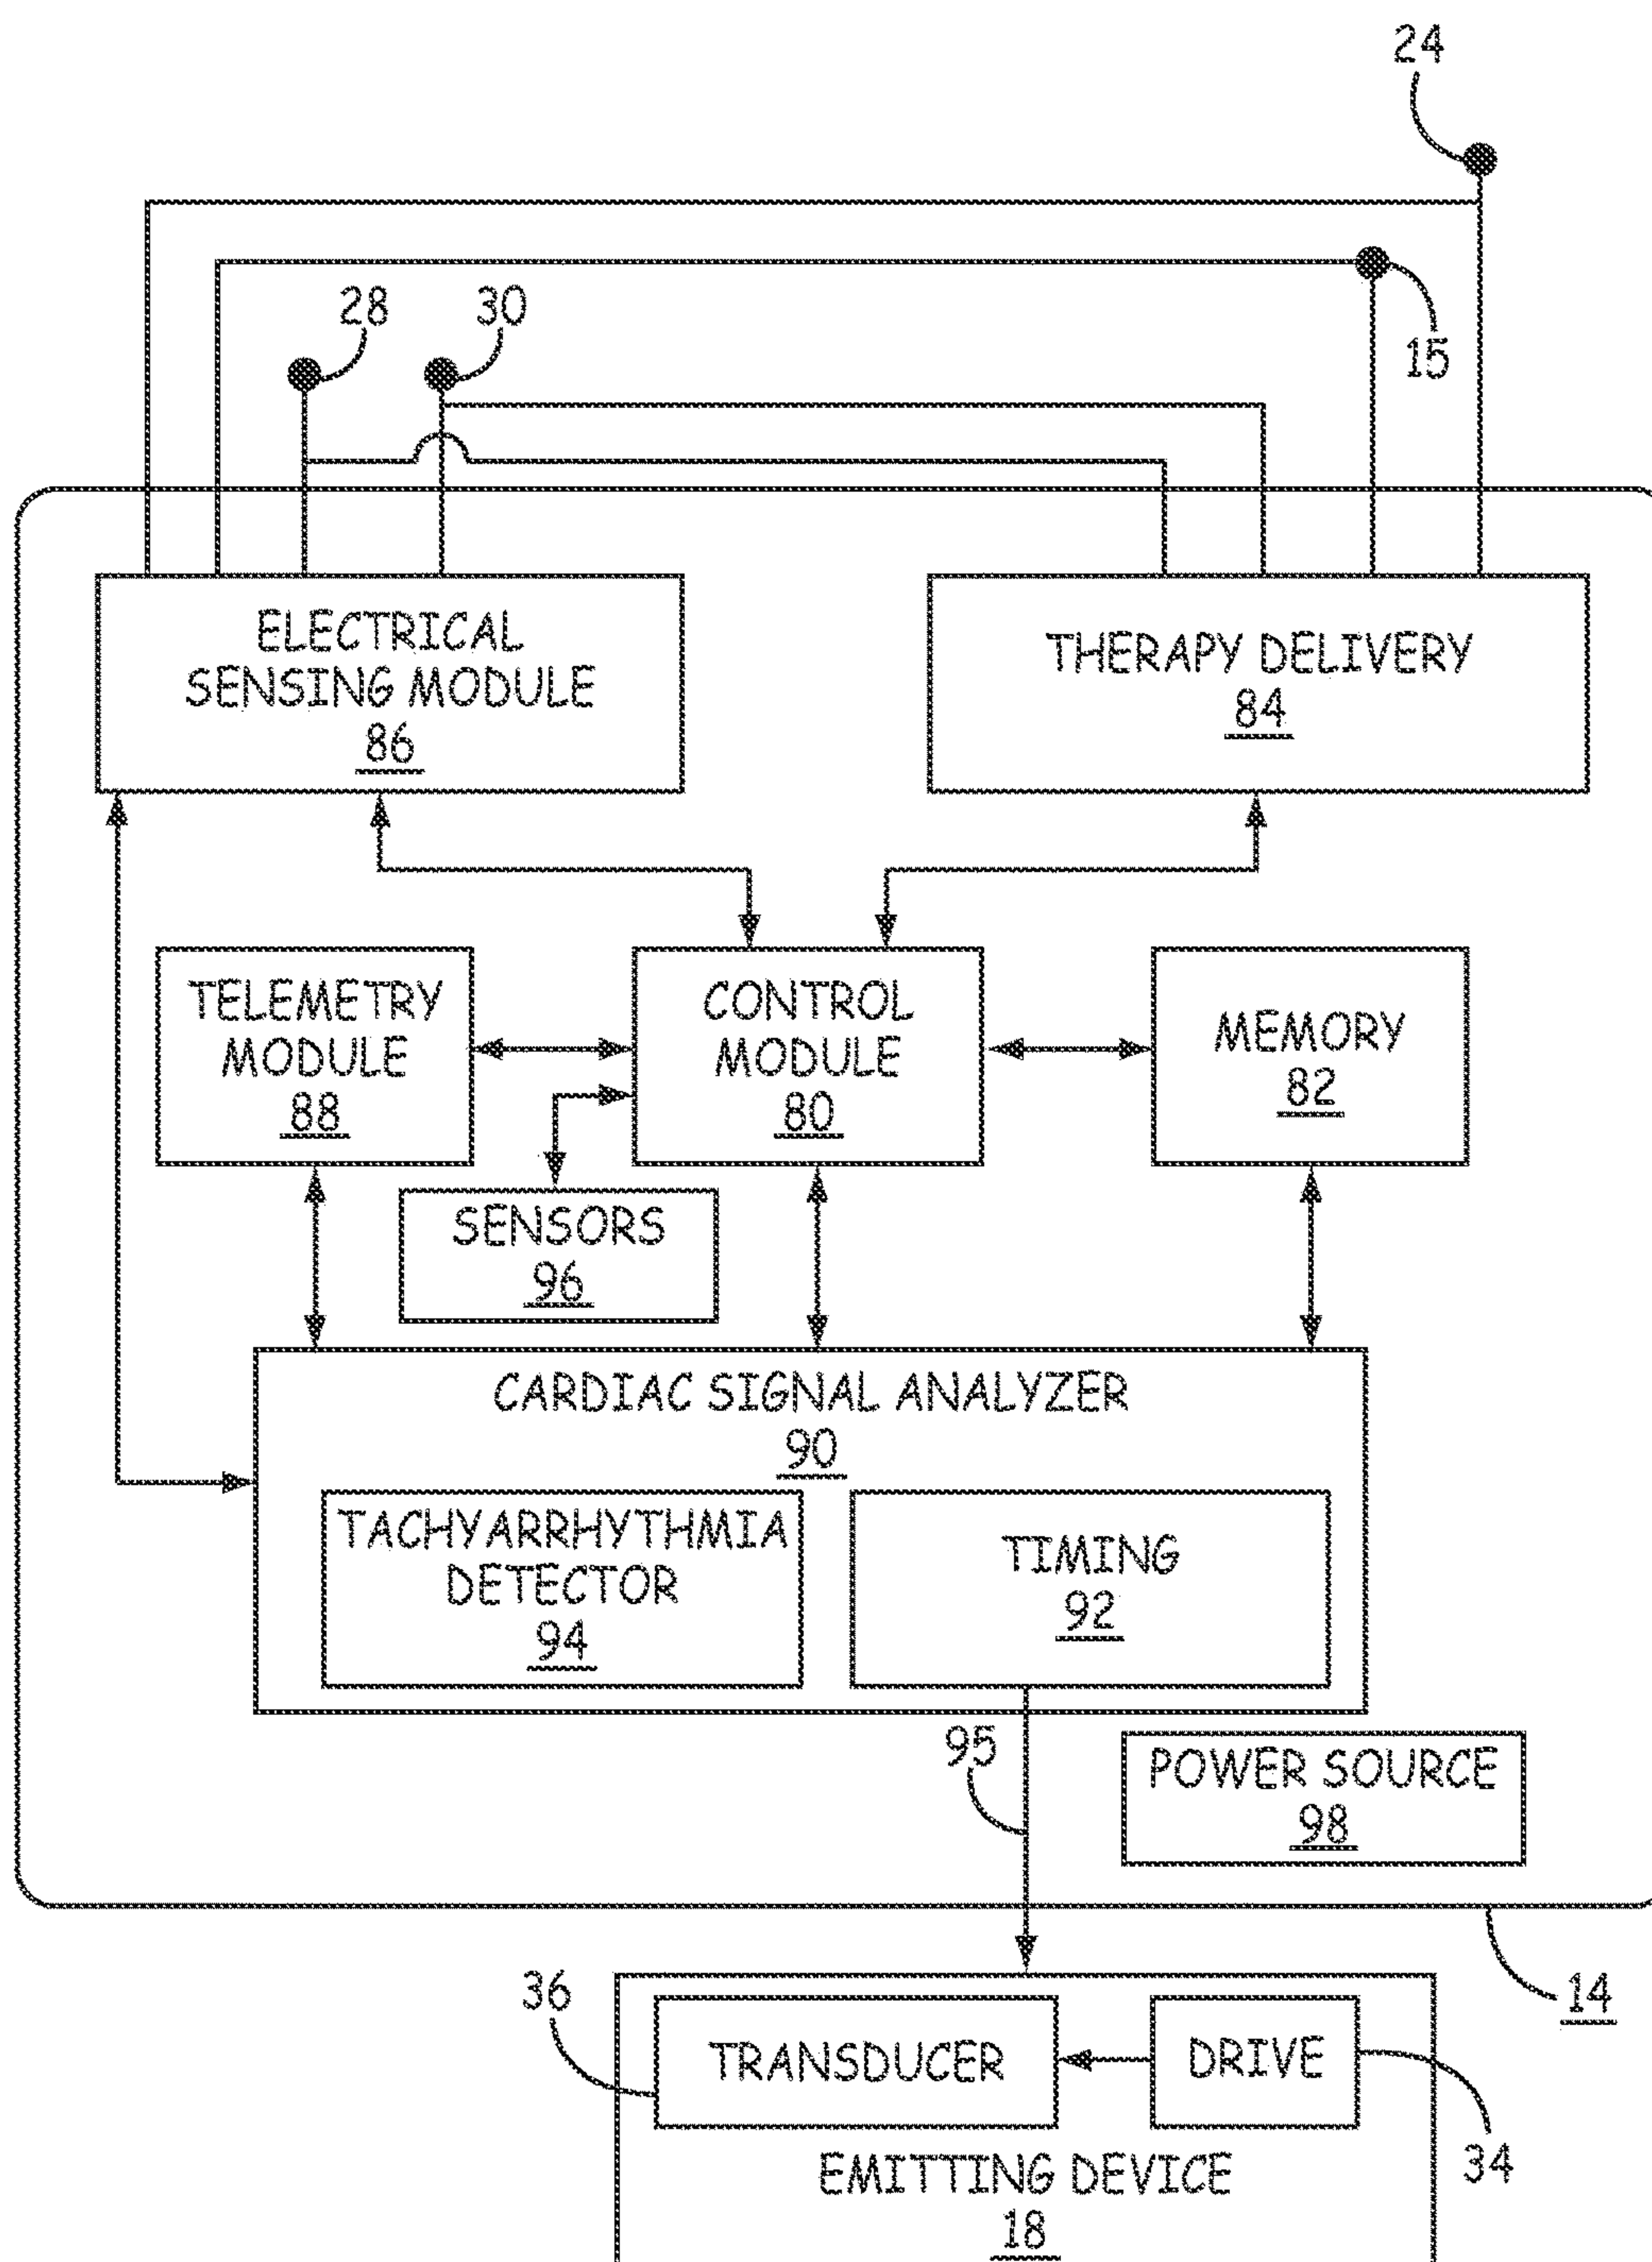 24
28
30
15
ELECTRICAL
SENSING MODULE
86
THERAPY DELIVERY
84
TELEMETRY
MODULE
88
CONTROL
MODULE
80
MEMORY
82
SENSORS
96
CARDIAC SIGNAL ANALYZER
90
TACHYARRHYTHMIA
DETECTOR
94
TIMING
92
95
POWER SOURCE
98
14
36
TRANSDUCER
DRIVE
34
EMITTING DEVICE
18